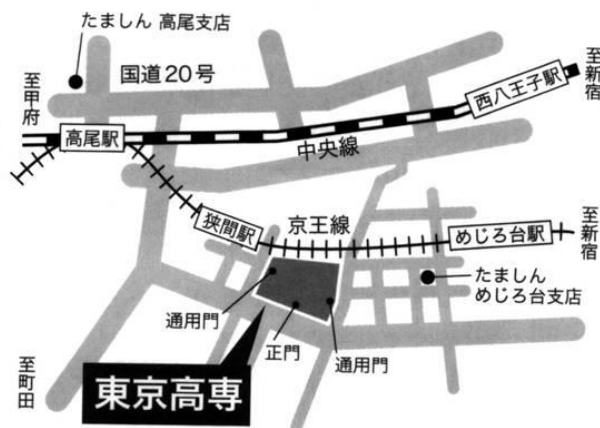 たましん 高尾支店
国道20号
至新宿
西八王子駅
至甲府
高尾駅
中央線
狭間駅
京王線
めじろ台駅
至新宿
たましん
めじろ台支店
通用門
正門
通用門
至町田
東京高専